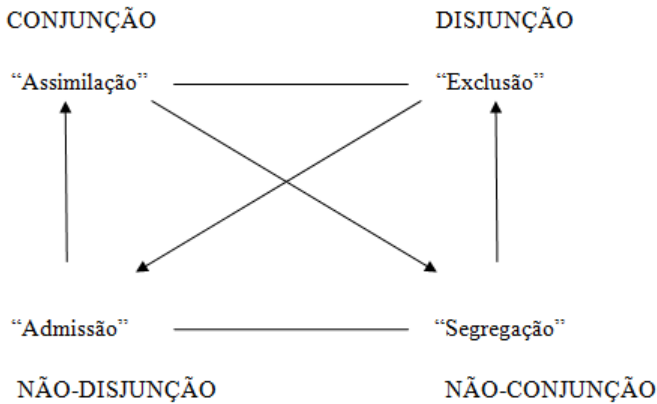 CONJUNÇÃO DISJUNÇÃO
“Assimilação” “Exclusão”
“Admissão” “Segregação”
NÃO-DISJUNÇÃO NÃO-CONJUNÇÃO